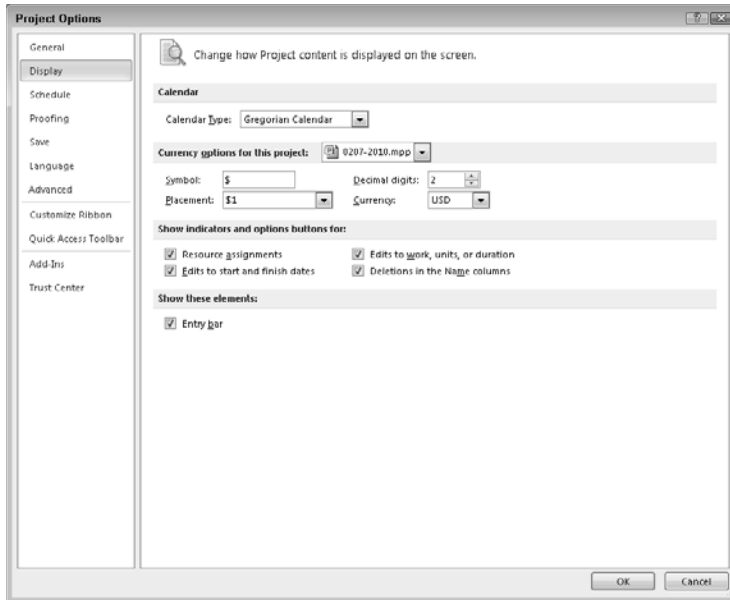 Project Options
General
Display
Schedule
Proofing
Save
Language
Advanced
Customize Ribbon
Quick Access Toolbar
Add-Ins
Trust Center
Change how Project content is displayed on the screen.
Calendar
Calendar Type: Gregorian Calendar
Currency options for this project: 0207-2010.mpp
Symbol: $ Decimal digits: 2
Placement: $1 Currency: USD
Show indicators and options buttons for:
Resource assignments Edits to work, units, or duration
Edits to start and finish dates Deletions in the Name columns
Show these elements:
Entry bar
OK Cancel